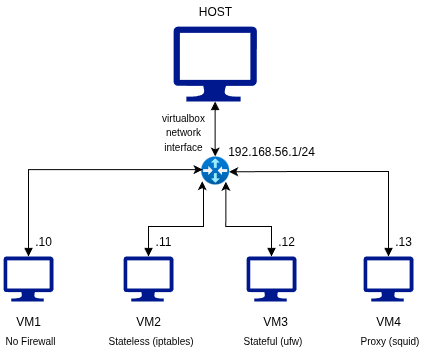 HOST
virtualbox
network
interface
192.168.56.1/24
.10
.11
.12
.13
VM1
VM2
VM3
VM4
No Firewall
Stateless (iptables)
Stateful (ufw)
Proxy (squid)